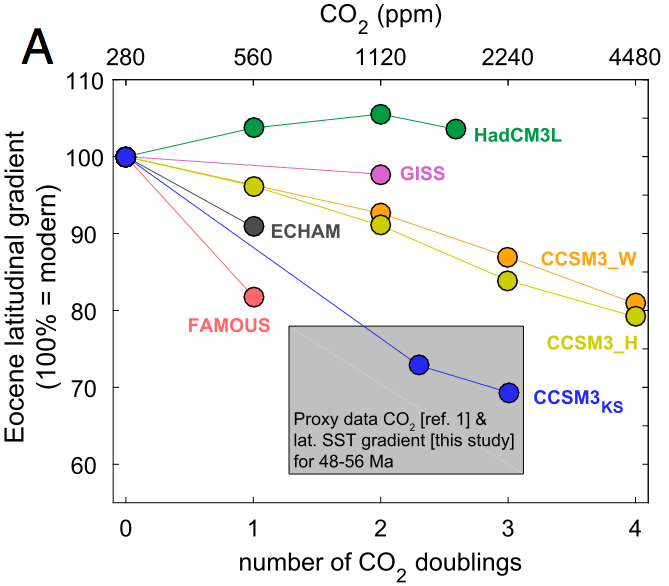 A
CO2 (ppm)
280 560 1120 2240 4480
Eocene latitudinal gradient
(100% = modern)
110
100
90
80
70
60
HadCM3L
GISS
ECHAM
CCSM3_W
FAMOUS
CCSM3_H
CCSM3KS
Proxy data CO2 [ref. 1] &
lat. SST gradient [this study]
for 48-56 Ma
0 1 2 3 4
number of CO2 doublings